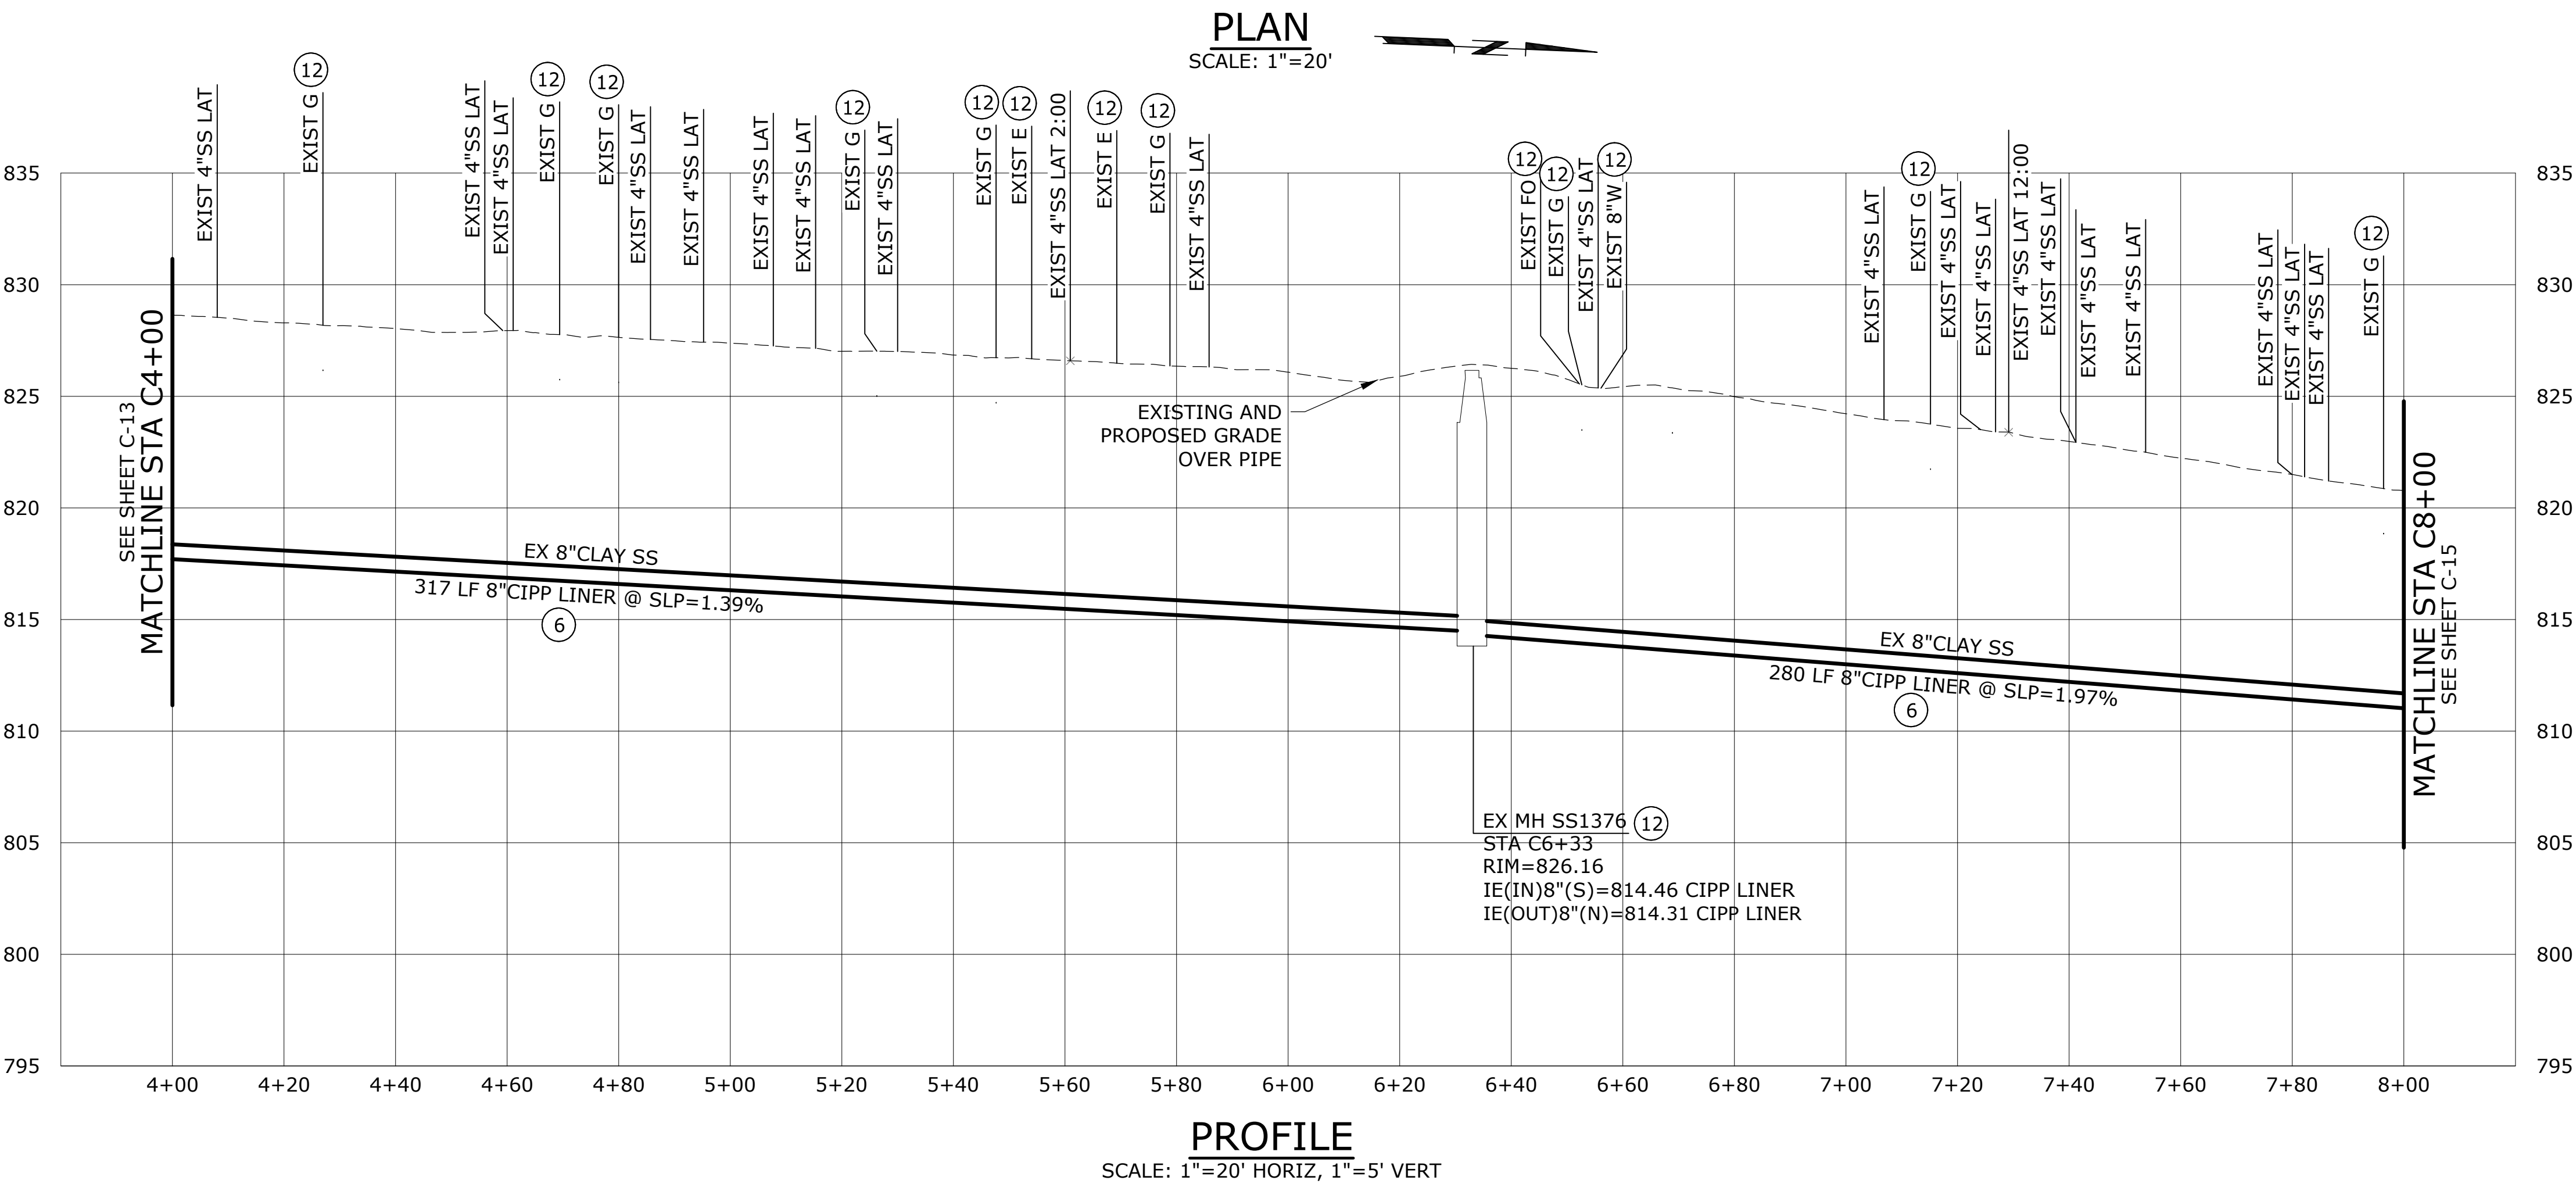 PLAN
SCALE: 1"=20'
N
EXIST 4"SS LAT
12
EXIST G
EXIST 4"SS LAT
EXIST 4"SS LAT
12
EXIST G
12
EXIST G
EXIST 4"SS LAT
EXIST 4"SS LAT
EXIST 4"SS LAT
EXIST 4"SS LAT
12
EXIST G
EXIST 4"SS LAT
12
EXIST G
12
EXIST E
EXIST 4"SS LAT 2:00
12
EXIST E
12
EXIST G
EXIST 4"SS LAT
12
EXIST FO
12
EXIST G
EXIST 4"SS LAT
12
EXIST 8"W
EXIST 4"SS LAT
12
EXIST G
EXIST 4"SS LAT
EXIST 4"SS LAT
EXIST 4"SS LAT 12:00
EXIST 4"SS LAT
EXIST 4"SS LAT
EXIST 4"SS LAT
EXIST 4"SS LAT
EXIST 4"SS LAT
EXIST 4"SS LAT
12
EXIST G
835
830
825
820
815
810
805
800
795
SEE SHEET C-13
MATCHLINE STA C4+00
EXISTING AND
PROPOSED GRADE
OVER PIPE
EX 8"CLAY SS
317 LF 8"CIPP LINER @ SLP=1.39%
6
EX 8"CLAY SS
280 LF 8"CIPP LINER @ SLP=1.97%
6
EX MH SS1376
12
STA C6+33
RIM=826.16
IE(IN)8"(S)=814.46 CIPP LINER
IE(OUT)8"(N)=814.31 CIPP LINER
MATCHLINE STA C8+00
SEE SHEET C-15
835
830
825
820
815
810
805
800
795
4+00 4+20 4+40 4+60 4+80 5+00 5+20 5+40 5+60 5+80 6+00 6+20 6+40 6+60 6+80 7+00 7+20 7+40 7+60 7+80 8+00
PROFILE
SCALE: 1"=20' HORIZ, 1"=5' VERT